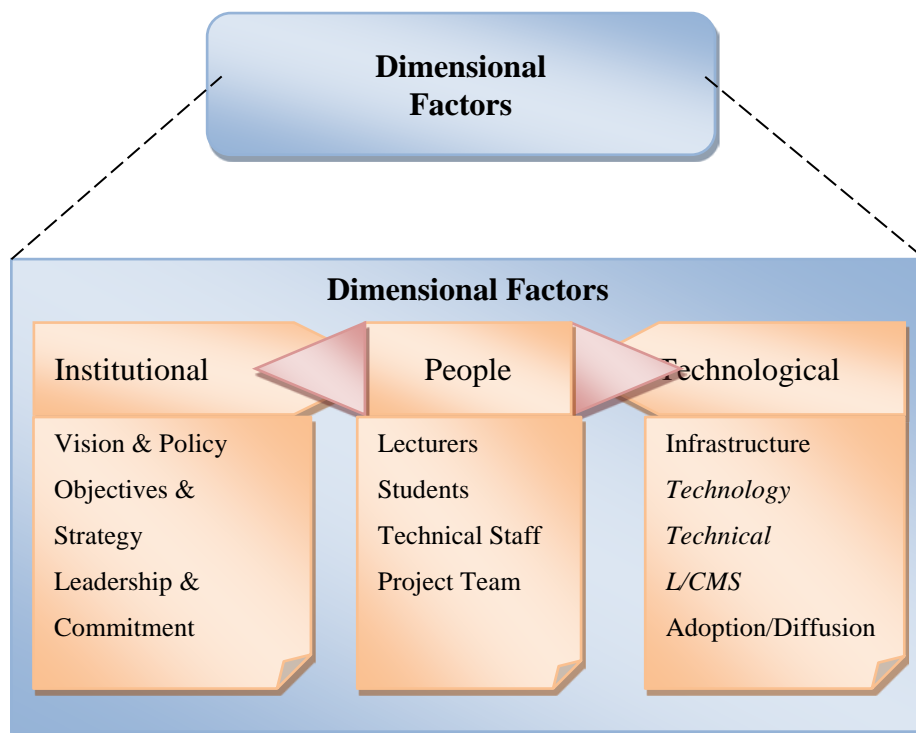 Dimensional
Factors
Dimensional Factors
Institutional
Vision & Policy
Objectives &
Strategy
Leadership &
Commitment
People
Lecturers
Students
Technical Staff
Project Team
Technological
Infrastructure
Technology
Technical
L/CMS
Adoption/Diffusion